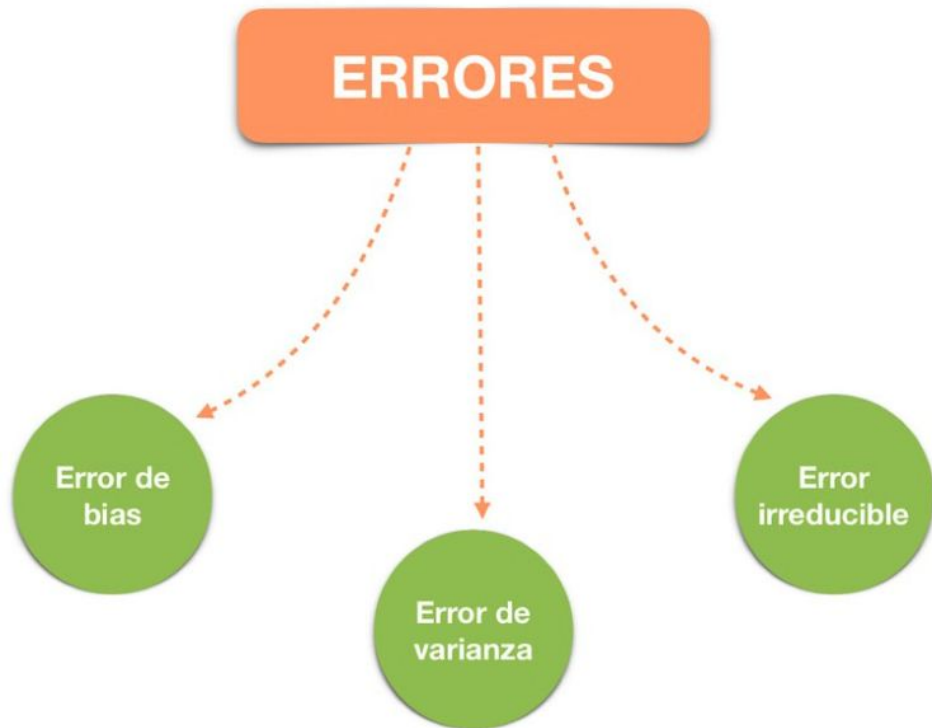 ERRORES
Error de
bias
Error de
varianza
Error
irreducible